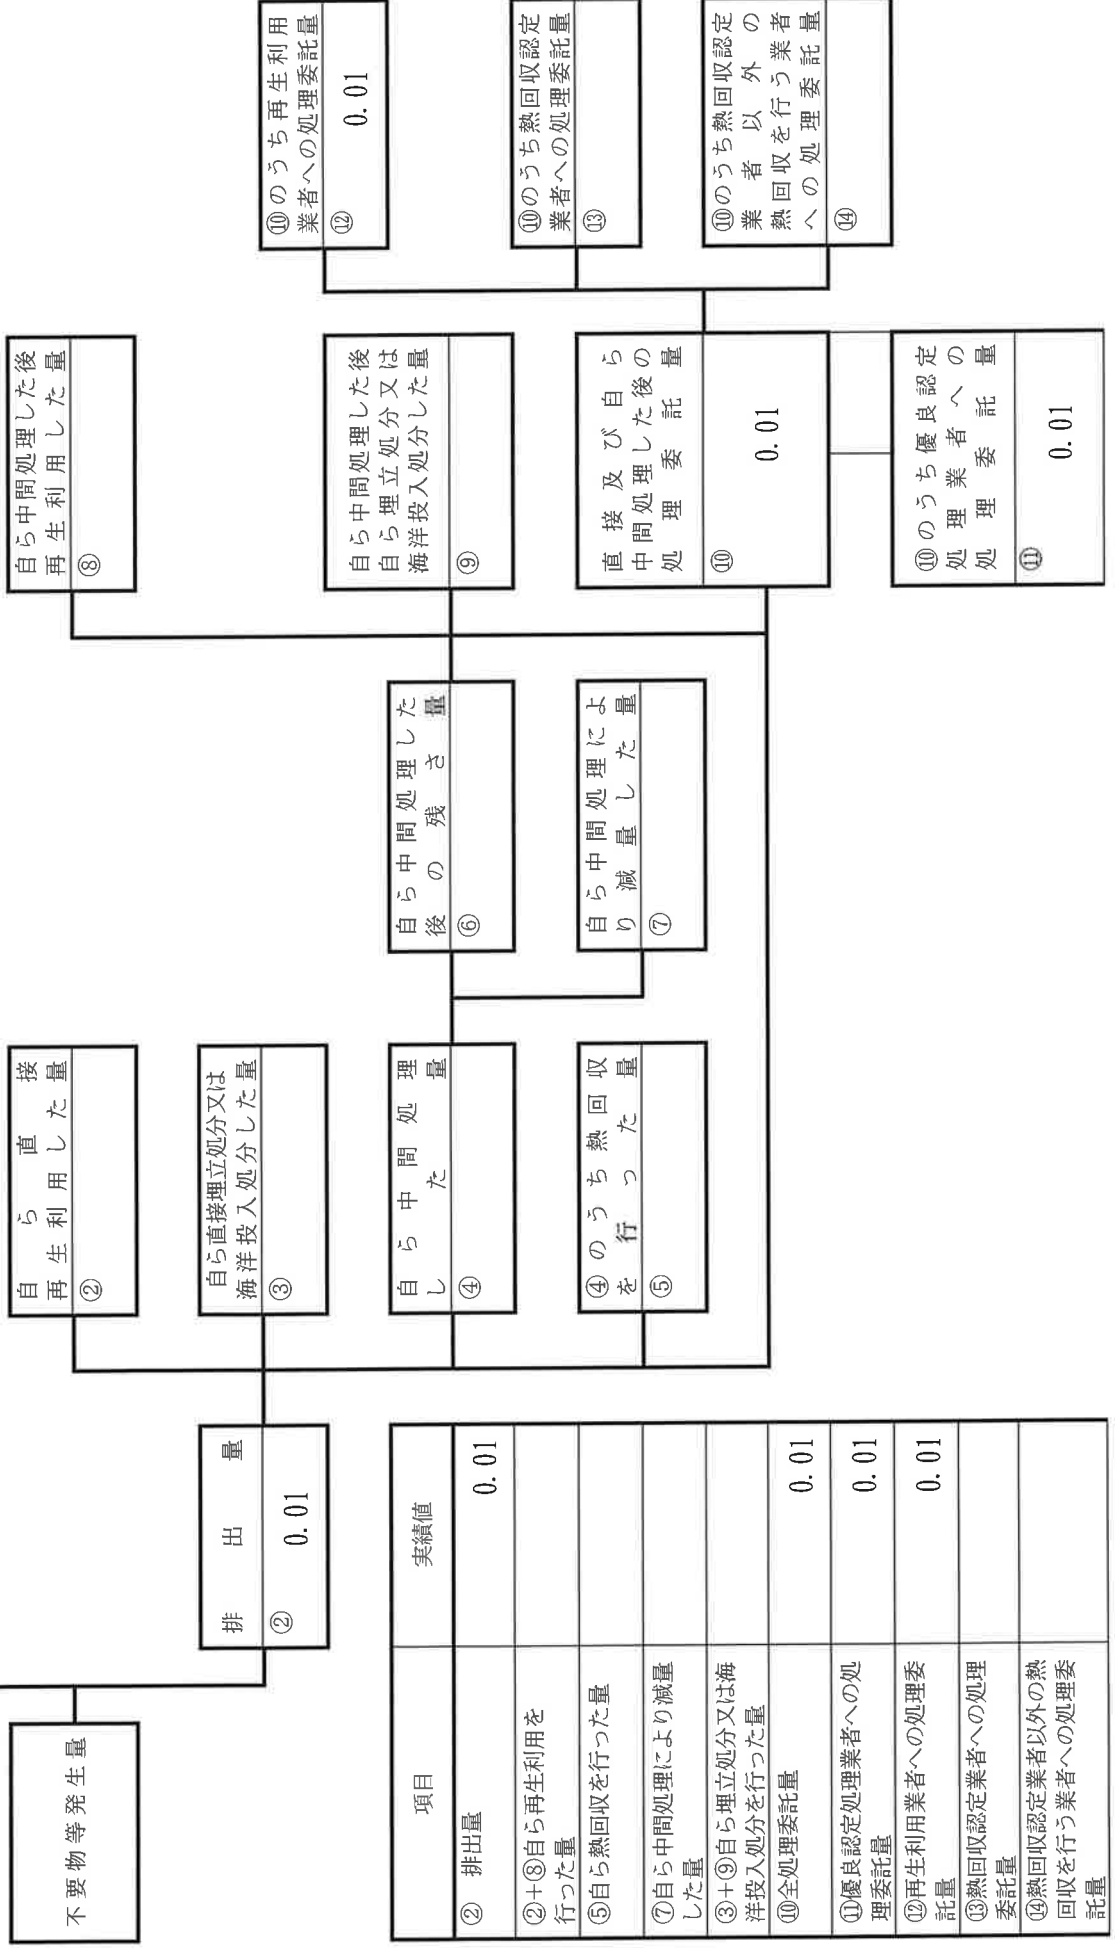 不要物等発生量
排出量
②
0.01
自ら直接
再生利用した量
②
自ら直接埋立処分又は
海洋投入処分した量
③
自ら中間処理
した量
④
④のうち熱回収
を行った量
⑤
自ら中間処理した
後の残さ量
⑥
自ら中間処理によ
り減量した量
⑦
自ら中間処理した後
再生利用した量
⑧
自ら中間処理した後
自ら埋立処分又は
海洋投入処分した量
⑨
直接及び自ら
中間処理した後の
処理委託量
⑩
0.01
⑩のうち優良認定
処理業者への
処理委託量
⑪
0.01
⑩のうち再生利用
業者への処理委託量
⑫
0.01
⑩のうち熱回収認定
業者への処理委託量
⑬
⑩のうち熱回収認定
業者以外の
熱回収を行う業者
への処理委託量
⑭
項目 実績値
② 排出量 0.01
②+⑧自ら再生利用を
行った量
⑤自ら熱回収を行った量
⑦自ら中間処理により減量
した量
③+⑨自ら埋立処分又は海
洋投入処分を行った量
⑩全処理委託量 0.01
⑪優良認定処理業者への処
理委託量 0.01
⑫再生利用業者への処理委
託量 0.01
⑬熱回収認定業者への処理
委託量
⑭熱回収認定業者以外の熱
回収を行う業者への処理委
託量